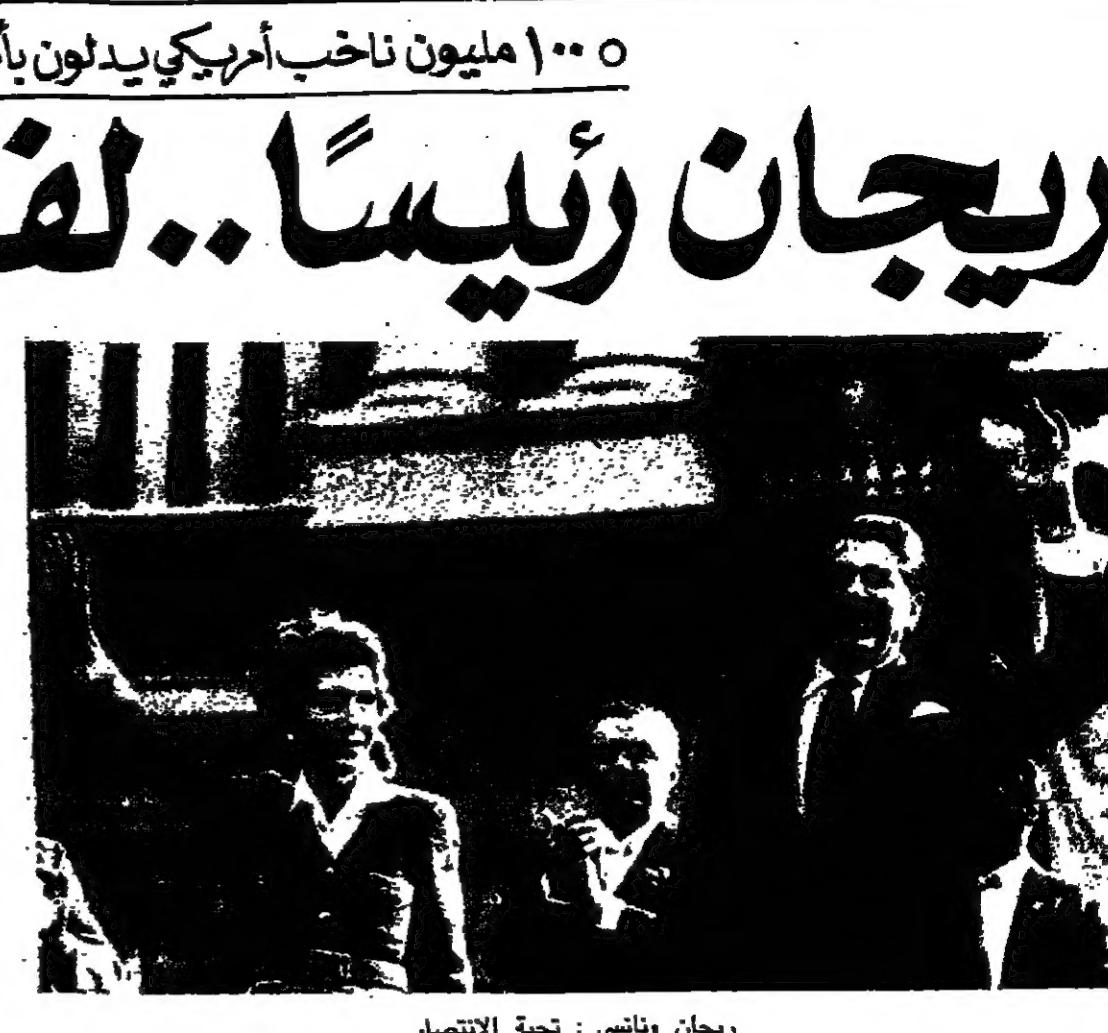 ○ ١٠٠ مليون ناخب أمريكي يدلون بأ
ريجان رئيسًا.. لف
ريجان ونانسي : تحية الانتصار